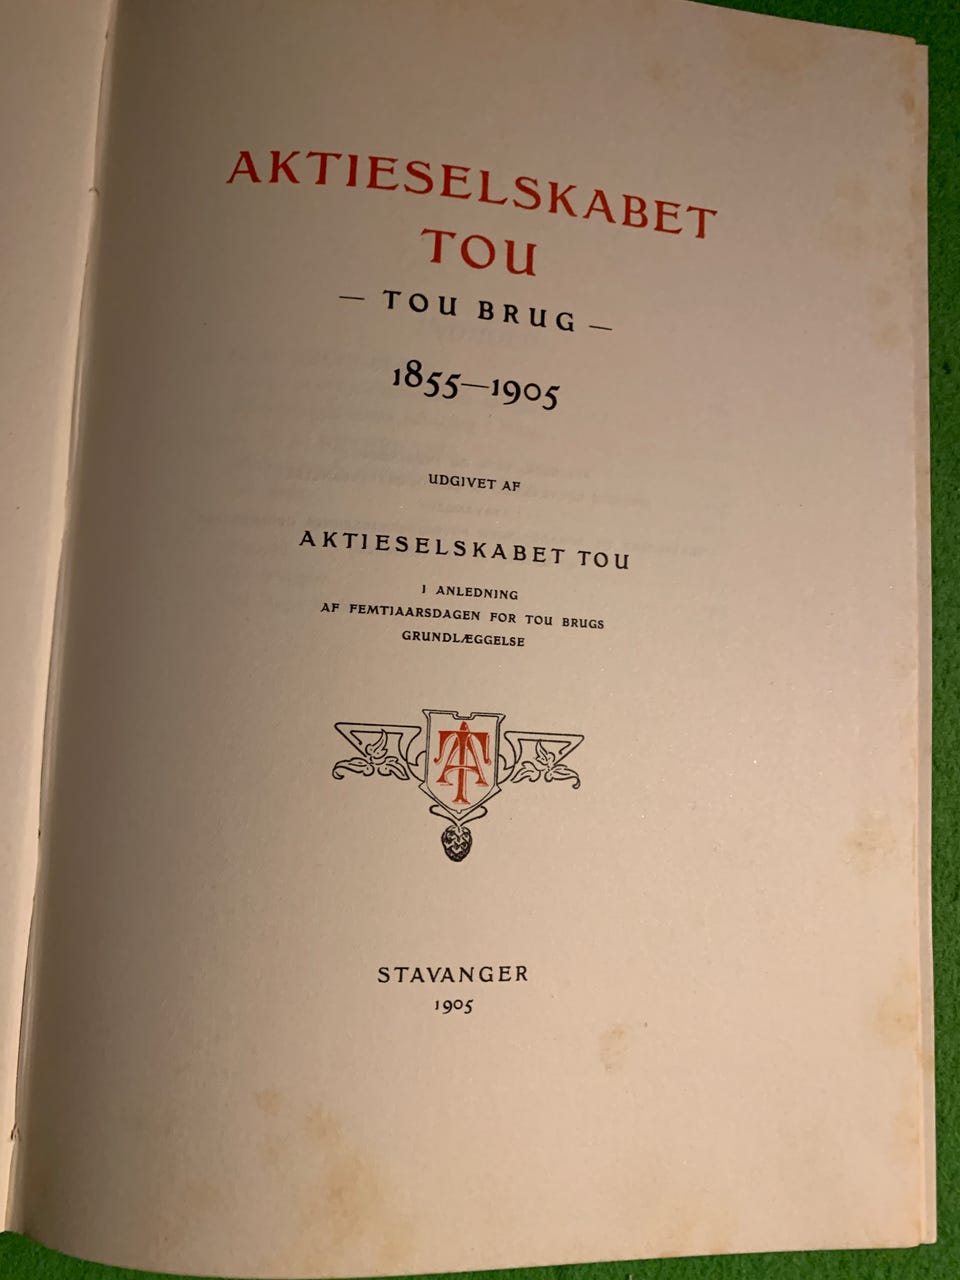 AKTIESELSKABET
TOU
— TOU BRUG —
1855—1905
UDGIVET AF
AKTIESELSKABET TOU
I ANLEDNING
AF FEMTIAARSDAGEN FOR TOU BRUGS
GRUNDLÆGGELSE
AT
STAVANGER
1905